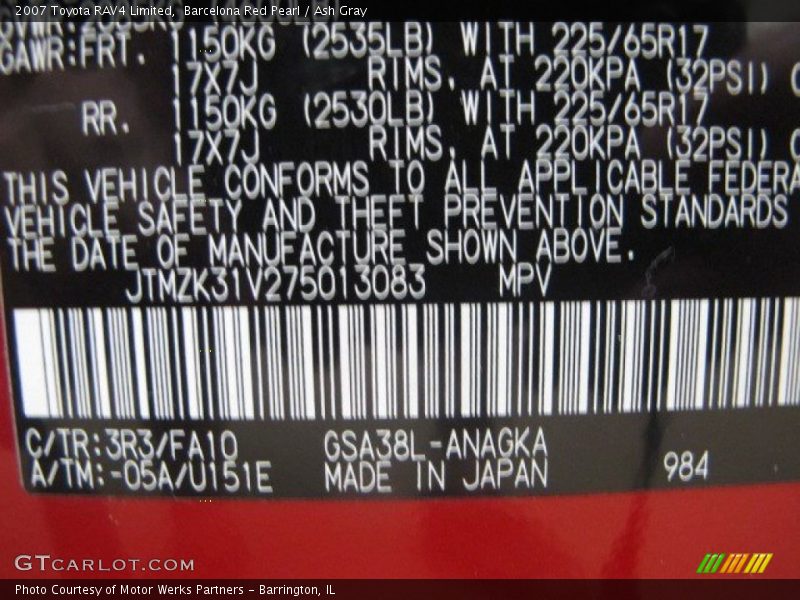 2007 Toyota RAV4 Limited, Barcelona Red Pearl / Ash Gray
GAWR:FRT. 1150KG (2535LB) WITH 225/65R17
17X7J RIMS, AT 220KPA (32PSI)
RR. 1150KG (2530LB) WITH 225/65R17
17X7J RIMS, AT 220KPA (32PSI)
THIS VEHICLE CONFORMS TO ALL APPLICABLE FEDERA
VEHICLE SAFETY AND THEFT PREVENTION STANDARDS
THE DATE OF MANUFACTURE SHOWN ABOVE.
JTMZK31V275013083 MPV
C/TR:3R3/FA10 GSA38L-ANAGKA
A/TM:-05A/U151E MADE IN JAPAN 984
GTCARLOT.COM
Photo Courtesy of Motor Werks Partners - Barrington, IL